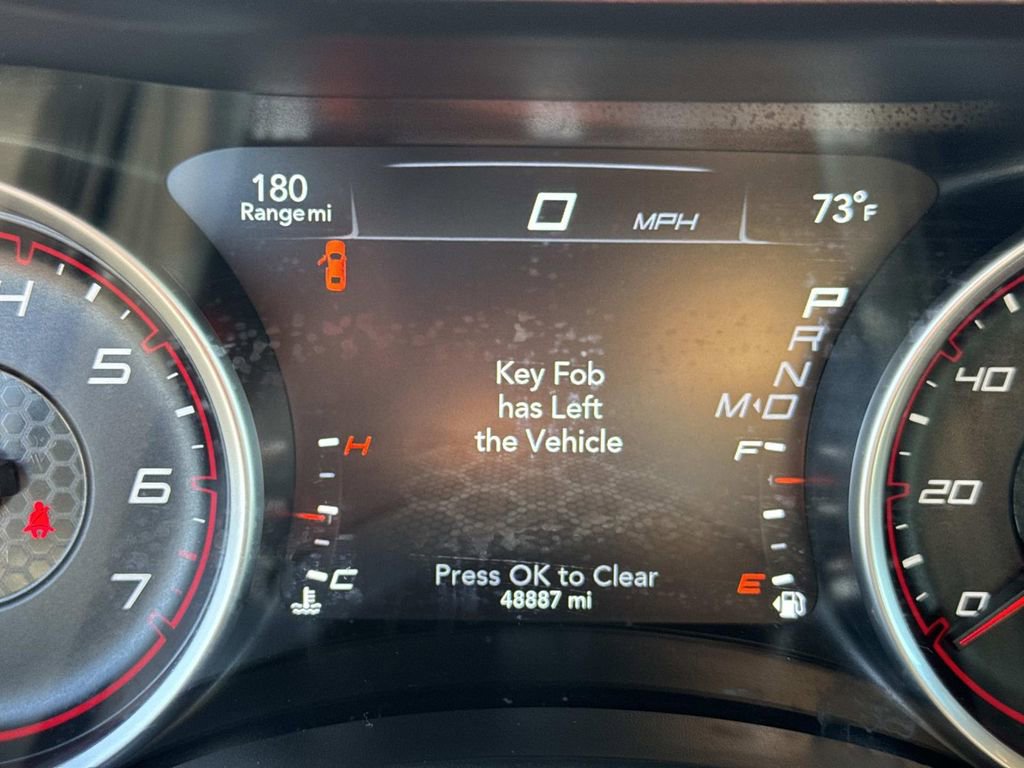 180
Range mi
0 MPH
73°F
P
R
N
M◂D
4
5
6
7
Key Fob
has Left
the Vehicle
H
C
F
E
Press OK to Clear
48887 mi
40
20
0